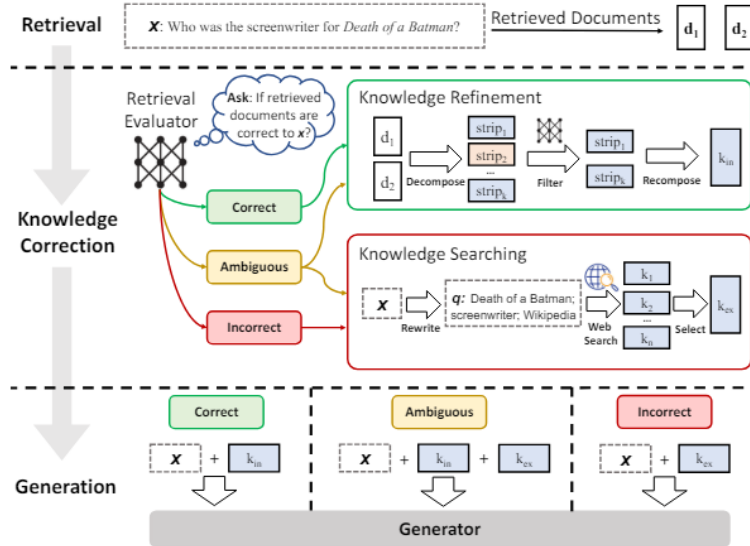 Retrieval
x: Who was the screenwriter for Death of a Batman?
Retrieved Documents
d1
d2
Retrieval
Evaluator
Ask: If retrieved
documents are
correct to x?
Knowledge
Correction
Correct
Ambiguous
Incorrect
Knowledge Refinement
d1
d2
Decompose
strip1
strip2
...
stripk
Filter
strip1
stripk
Recompose
kin
Knowledge Searching
x
Rewrite
q: Death of a Batman;
screenwriter; Wikipedia
Web
Search
k1
k2
...
kn
Select
kex
Generation
Correct
x + kin
Ambiguous
x + kin + kex
Incorrect
x + kex
Generator